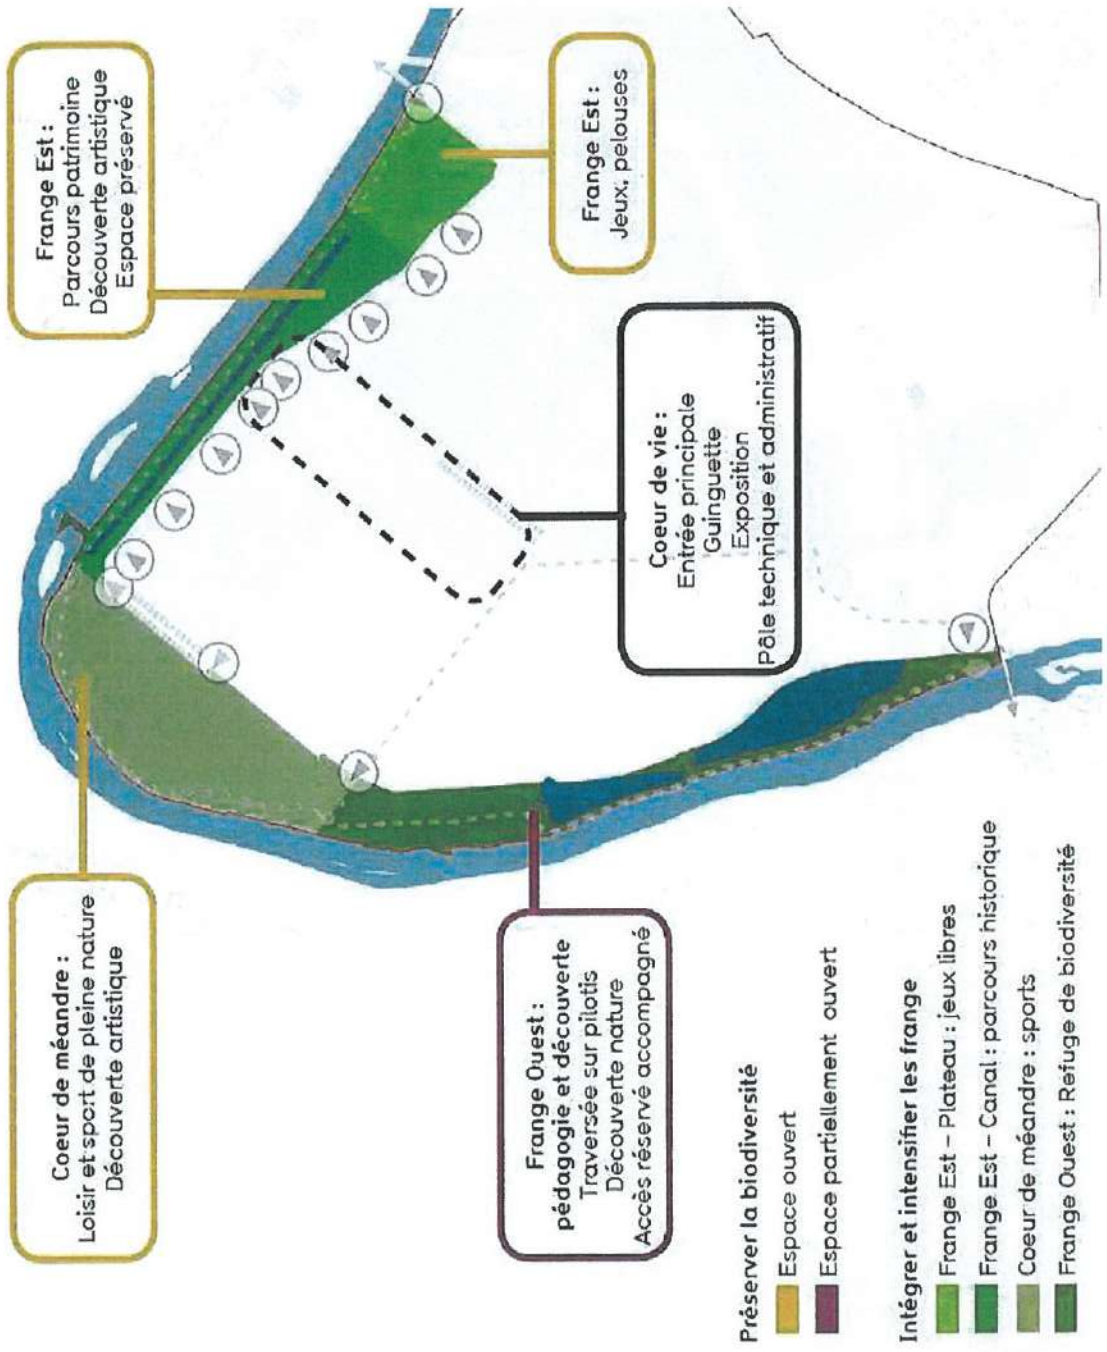 Coeur de méandre :
Loisir et sport de pleine nature
Découverte artistique
Frange Est :
Parcours patrimoine
Découverte artistique
Espace préservé
Frange Est :
Jeux, pelouses
Coeur de vie :
Entrée principale
Guinguette
Exposition
Pôle technique et administratif
Frange Ouest :
pédagogie et découverte
Traversée sur pilotis
Découverte nature
Accès réservé accompagné
Préserver la biodiversité
Espace ouvert
Espace partiellement ouvert
Intégrer et intensifier les frange
Frange Est – Plateau : jeux libres
Frange Est – Canal : parcours historique
Coeur de méandre : sports
Frange Ouest : Réfuge de biodiversité